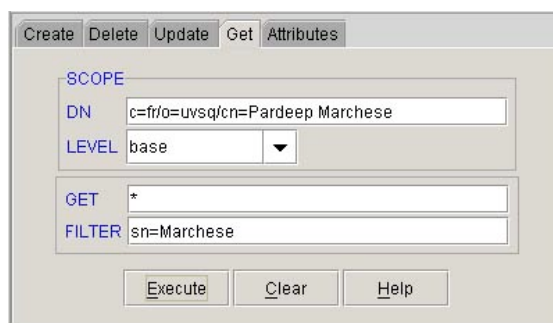 Create Delete Update Get Attributes
SCOPE
DN c=fr/o=uvsq/cn=Pardeep Marchese
LEVEL base
GET *
FILTER sn=Marchese
Execute Clear Help